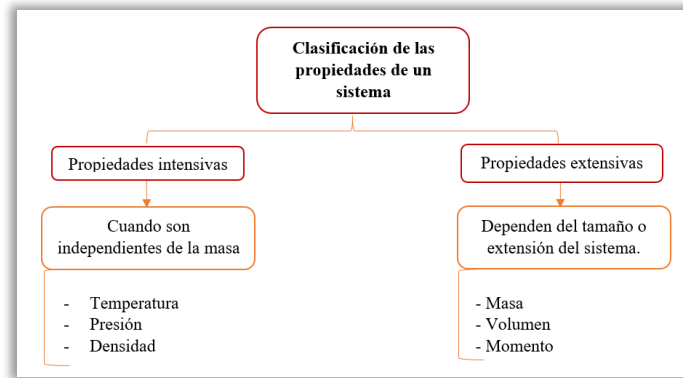 Clasificación de las
propiedades de un
sistema
Propiedades intensivas
Propiedades extensivas
Cuando son
independientes de la masa
Dependen del tamaño o
extensión del sistema.
- Temperatura
- Presión
- Densidad
- Masa
- Volumen
- Momento